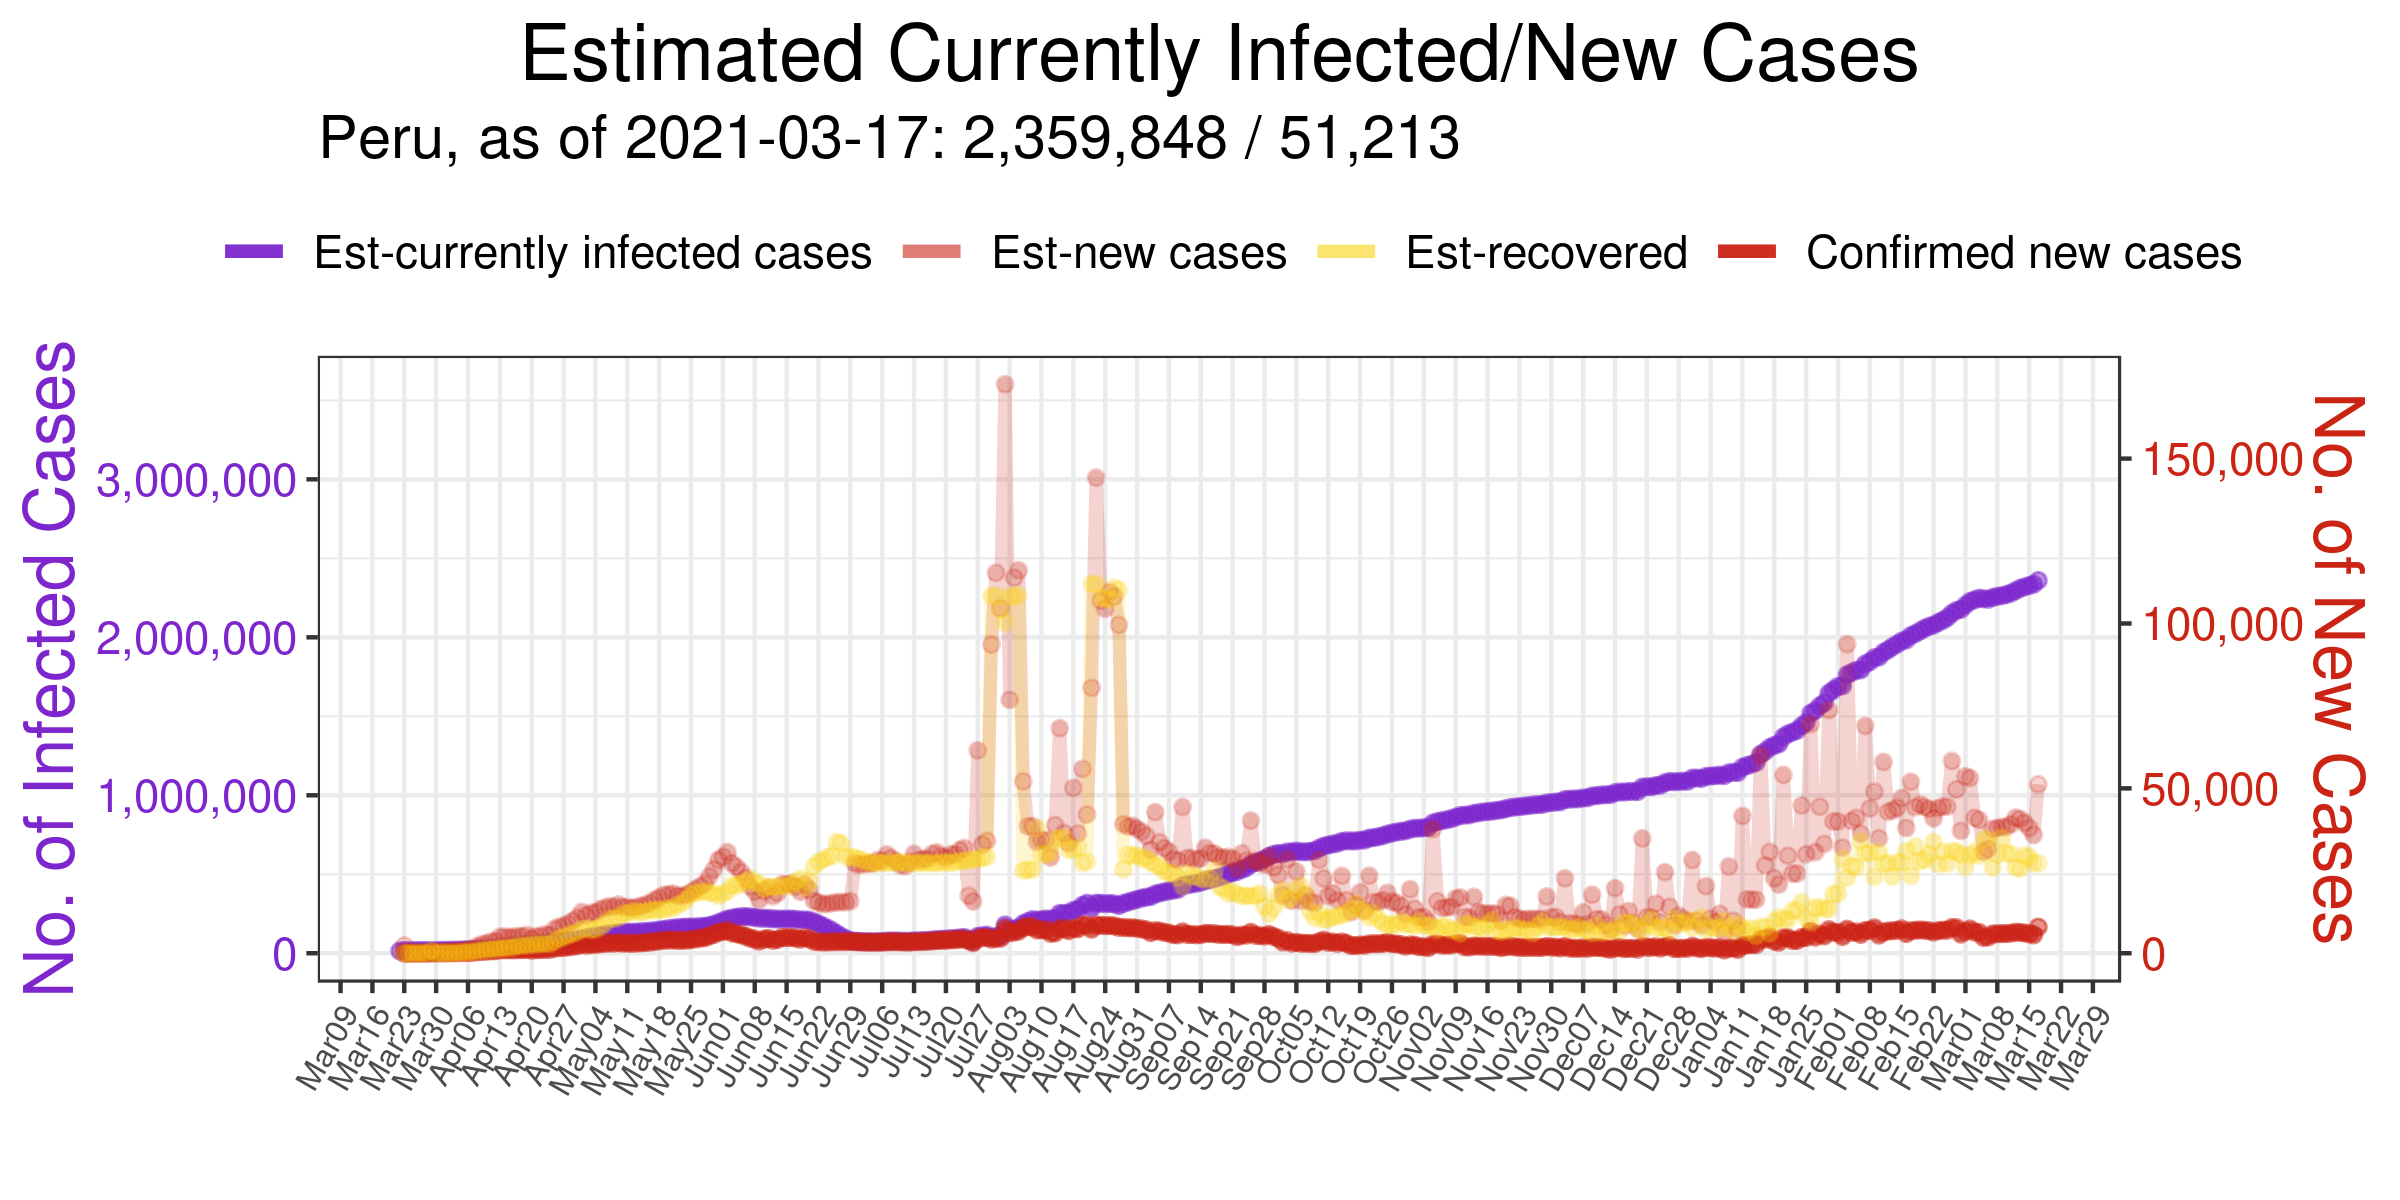 Estimated Currently Infected/New Cases
Peru, as of 2021-03-17: 2,359,848 / 51,213
Est-currently infected cases Est-new cases Est-recovered Confirmed new cases
No. of Infected Cases
3,000,000
2,000,000
1,000,000
0
150,000
100,000
50,000
0
No. of New Cases
Mar09 Mar16 Mar23 Mar30 Apr06 Apr13 Apr20 Apr27 May04 May11 May18 May25 Jun01 Jun08 Jun15 Jun22 Jun29 Jul06 Jul13 Jul20 Jul27 Aug03 Aug10 Aug17 Aug24 Aug31 Sep07 Sep14 Sep21 Sep28 Oct05 Oct12 Oct19 Oct26 Nov02 Nov09 Nov16 Nov23 Nov30 Dec07 Dec14 Dec21 Dec28 Jan04 Jan11 Jan18 Jan25 Feb01 Feb08 Feb15 Feb22 Mar01 Mar08 Mar15 Mar22 Mar29